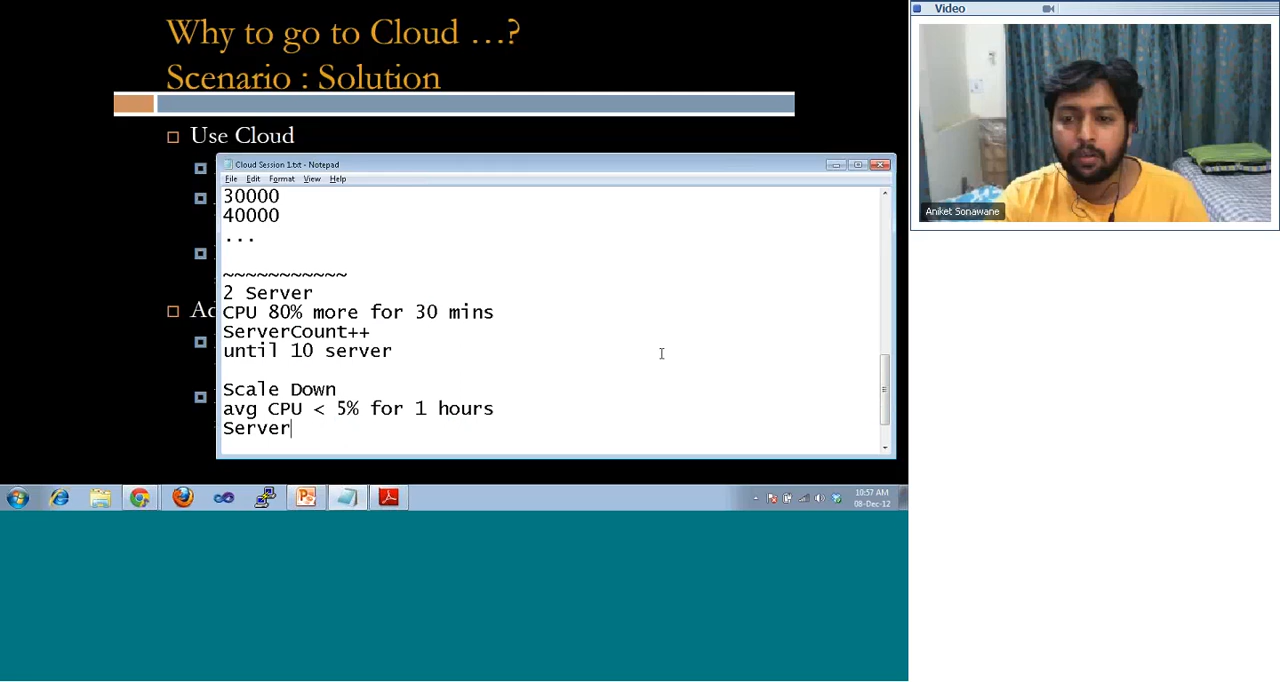 Why to go to Cloud …?
Scenario : Solution
Use Cloud
Cloud Session 1.txt - Notepad
File Edit Format View Help
30000
40000
...
~~~~~~~~~~~
2 Server
CPU 80% more for 30 mins
ServerCount++
until 10 server
Scale Down
avg CPU < 5% for 1 hours
Server
Ad
10:57 AM
08-Dec-12
Video
Aniket Sonawane